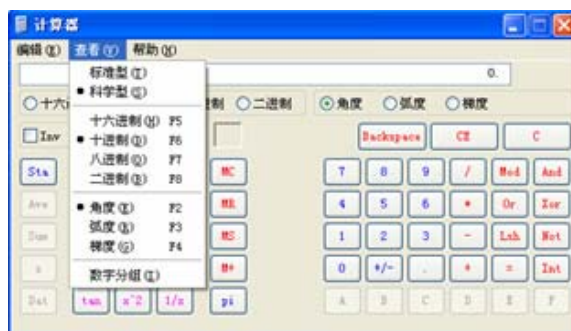 计算器
编辑(E) 查看(V) 帮助(H)
0.
标准型(T)
科学型(S)
十六进制(H) F5
十进制(D) F6
八进制(O) F7
二进制(B) F8
角度(E) F2
弧度(R) F3
梯度(G) F4
数字分组(I)
十六 制 二进制 角度 弧度 梯度
Inv Backspace CE C
Sta MC 7 8 9 / Mod And
Ave MR 4 5 6 * Or Xor
Sum MS 1 2 3 - Lsh Not
s M+ 0 +/- . + = Int
Dat tan x^2 1/x pi A B C D E F